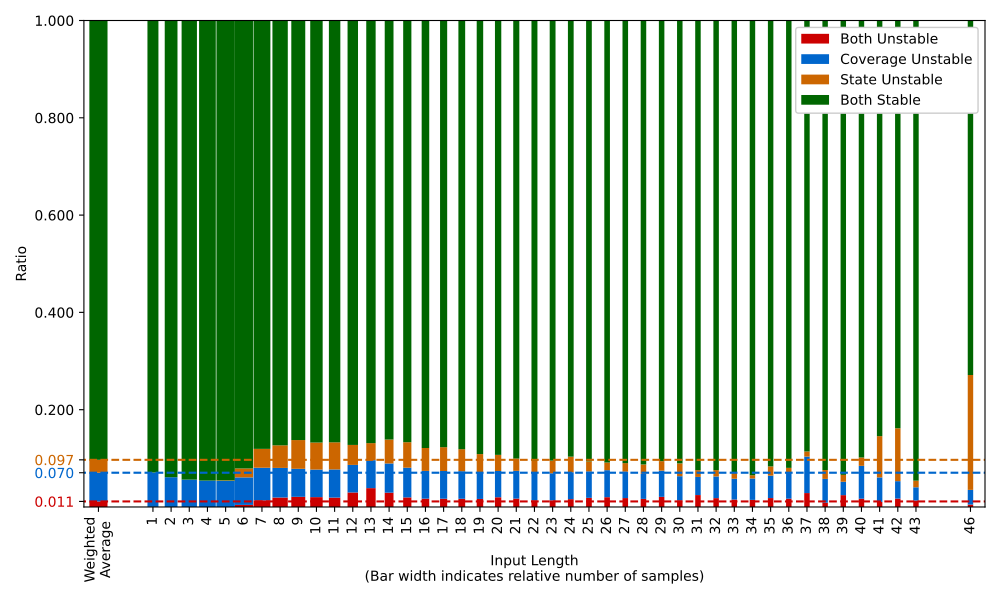 1.000
0.800
0.600
0.400
0.200
0.097
0.070
0.011
Ratio
Both Unstable
Coverage Unstable
State Unstable
Both Stable
Weighted
Average
1 2 3 4 5 6 7 8 9 10 11 12 13 14 15 16 17 18 19 20 21 22 23 24 25 26 27 28 29 30 31 32 33 34 35 36 37 38 39 40 41 42 43 46
Input Length
(Bar width indicates relative number of samples)